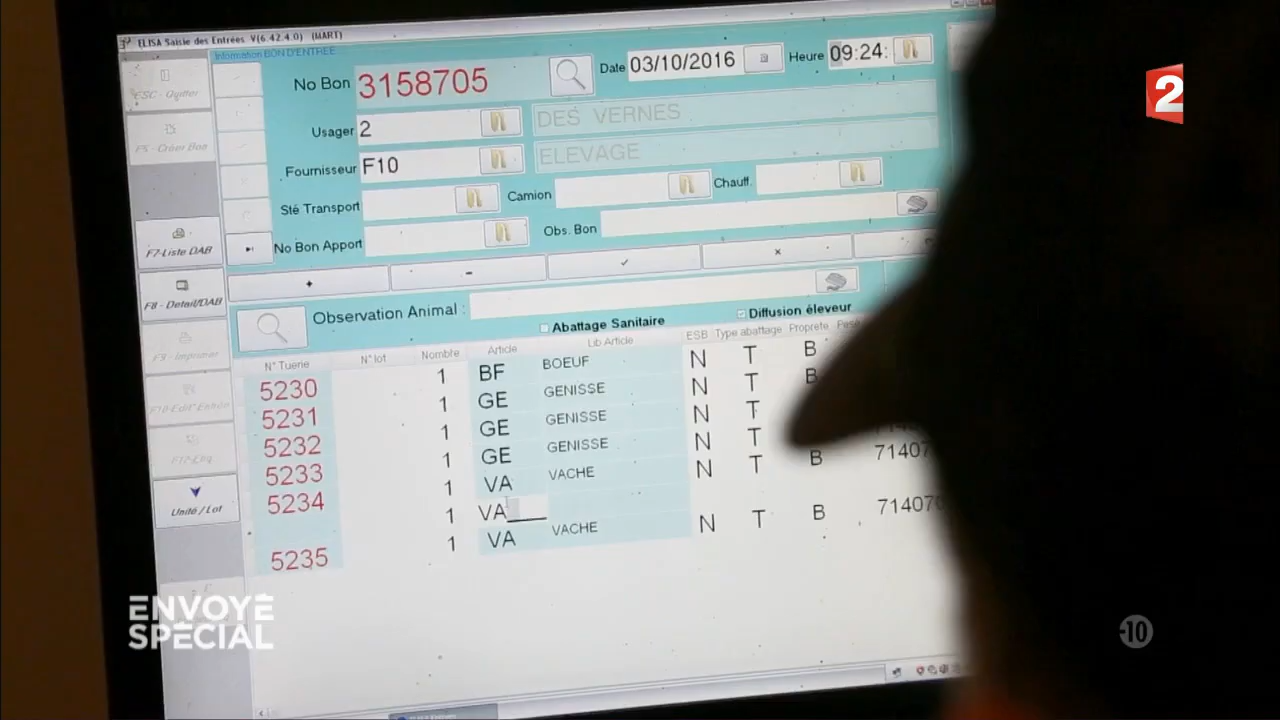 ELISA Saisie des Entrées V(6.42.4.0) (MART)
Information BON D'ENTREE
ESC - Quitter
No Bon 3158705 Date 03/10/2016 Heure 09:24:
2
F5 - Créer Bon
Usager 2 DES VERNES
Fournisseur F10 ELEVAGE
Sté Transport Camion Chauff.
F7-Liste DAB
No Bon Apport Obs. Bon
+ -
F8 - Detail/DAB
Observation Animal :
Abattage Sanitaire Diffusion éleveur
F9 - Imprimer
N° Tuerie N° lot Nombre Article Lib Article ESB Type abattage Propreté
5230 1 BF BOEUF N T B
5231 1 GE GENISSE N T B
5232 1 GE GENISSE N T
5233 1 GE GENISSE N T
5234 1 VA VACHE N T B 71407
1 VA
5235 1 VA VACHE N T B 71407
Unité / Lot
ENVOYÉ
SPÉCIAL
-10